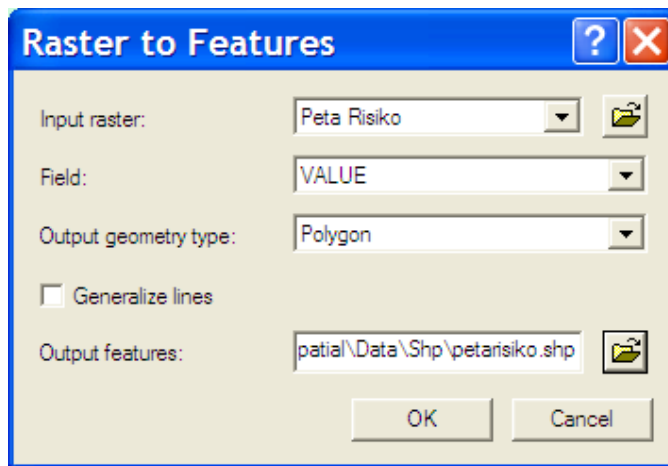 Raster to Features
Input raster: Peta Risiko
Field: VALUE
Output geometry type: Polygon
Generalize lines
Output features: patial\Data\Shp\petarisiko.shp
OK Cancel